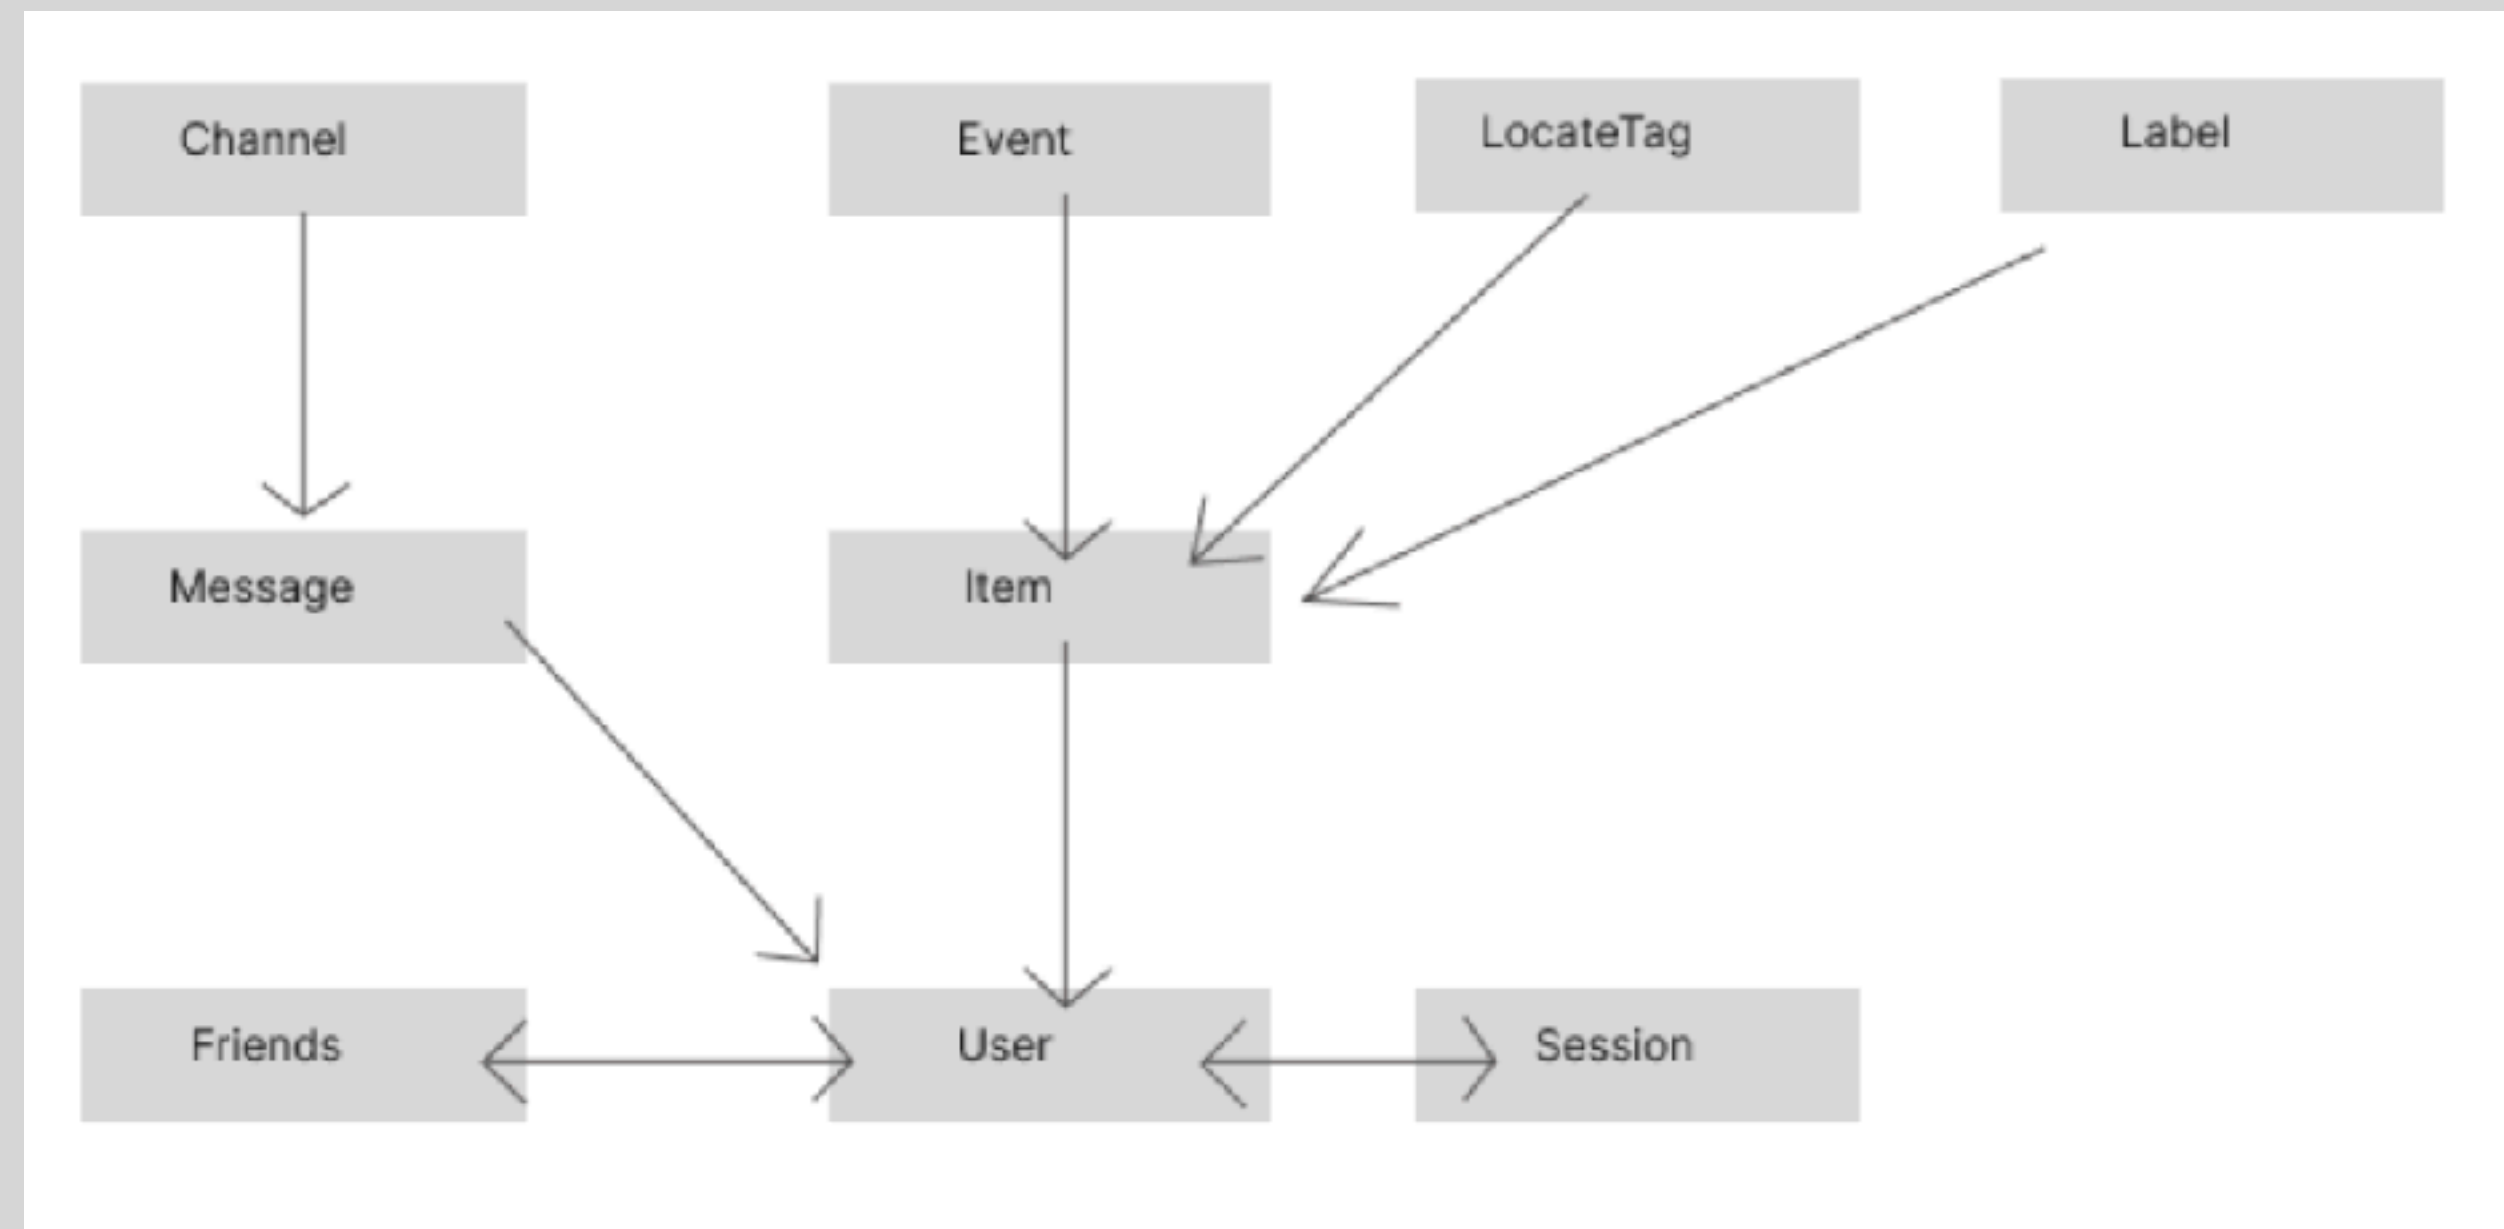 Channel
Event
LocateTag
Label
Message
Item
Friends
User
Session